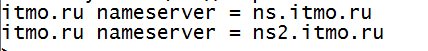 itmo.ru nameserver = ns.itmo.ru
itmo.ru nameserver = ns2.itmo.ru